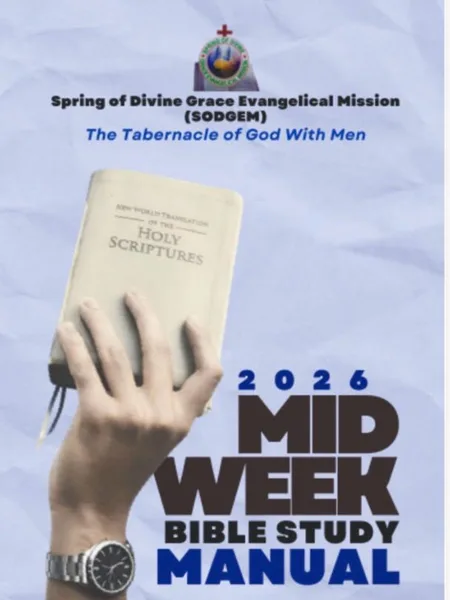 Spring of Divine Grace Evangelical Mission
(SODGEM)
The Tabernacle of God With Men
NEW WORLD TRANSLATION
OF THE
HOLY
SCRIPTURES
2026
MID
WEEK
BIBLE STUDY
MANUAL